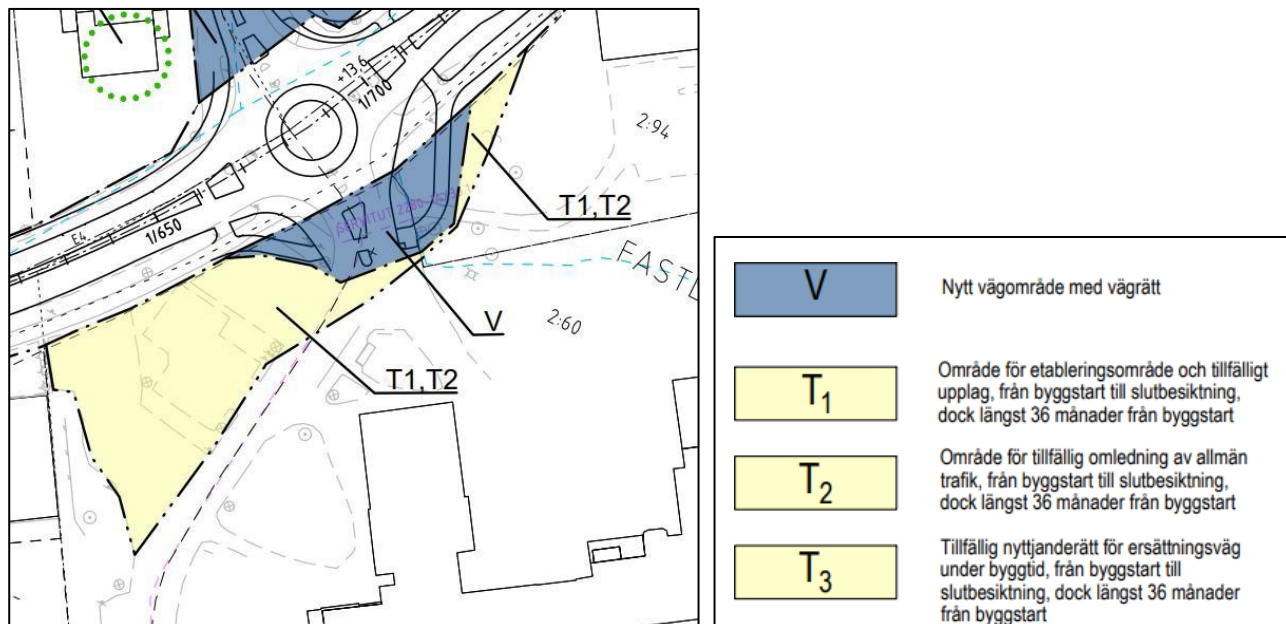 +13,6
1/700
2:94
T1,T2
E4
1/650
SERVITUT
FASTL
V
2:60
T1,T2
V
Nytt vägområde med vägrätt
T1
Område för etableringsområde och tillfälligt
upplag, från byggstart till slutbesiktning,
dock längst 36 månader från byggstart
T2
Område för tillfällig omledning av allmän
trafik, från byggstart till slutbesiktning,
dock längst 36 månader från byggstart
T3
Tillfällig nyttjanderätt för ersättningsväg
under byggtid, från byggstart till
slutbesiktning, dock längst 36 månader
från byggstart